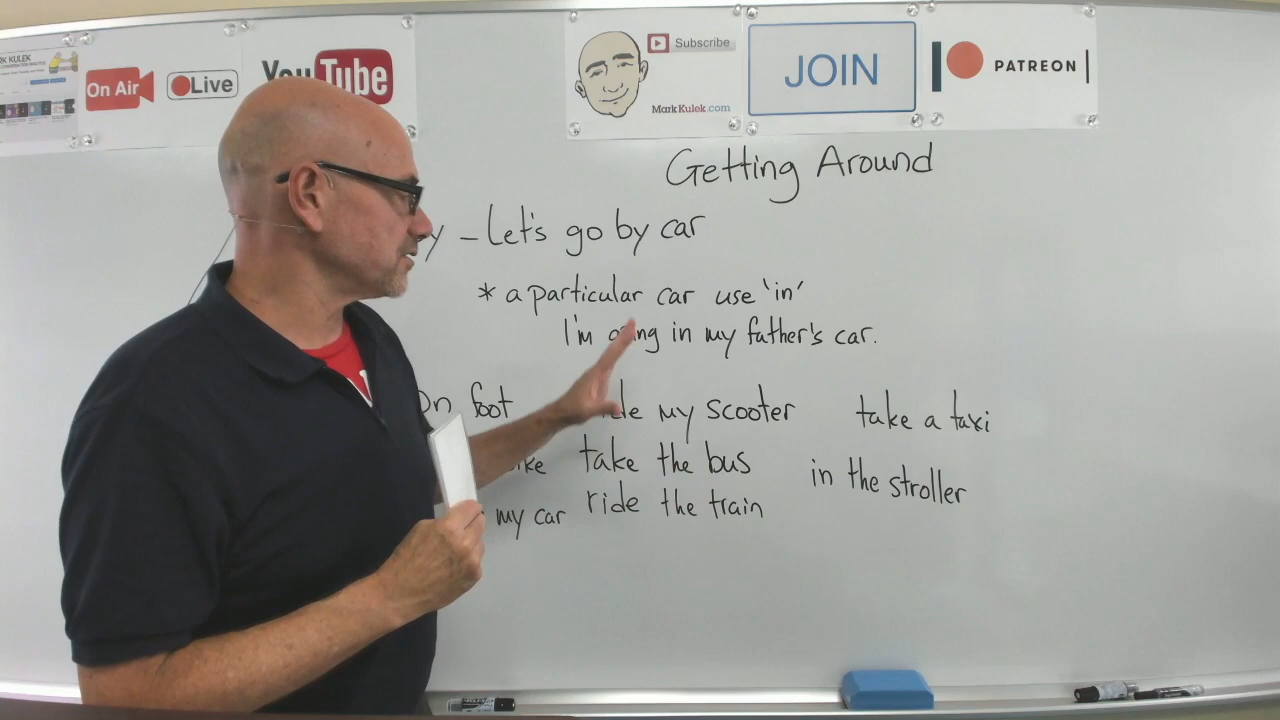 On Air
Live
YouTube
Subscribe
MarkKulek.com
JOIN
PATREON
Getting Around
– Let's go by car
* a particular car use 'in'
I'm going in my father's car.
On foot
ride my scooter
take a taxi
bike
take the bus
in the stroller
my car
ride the train